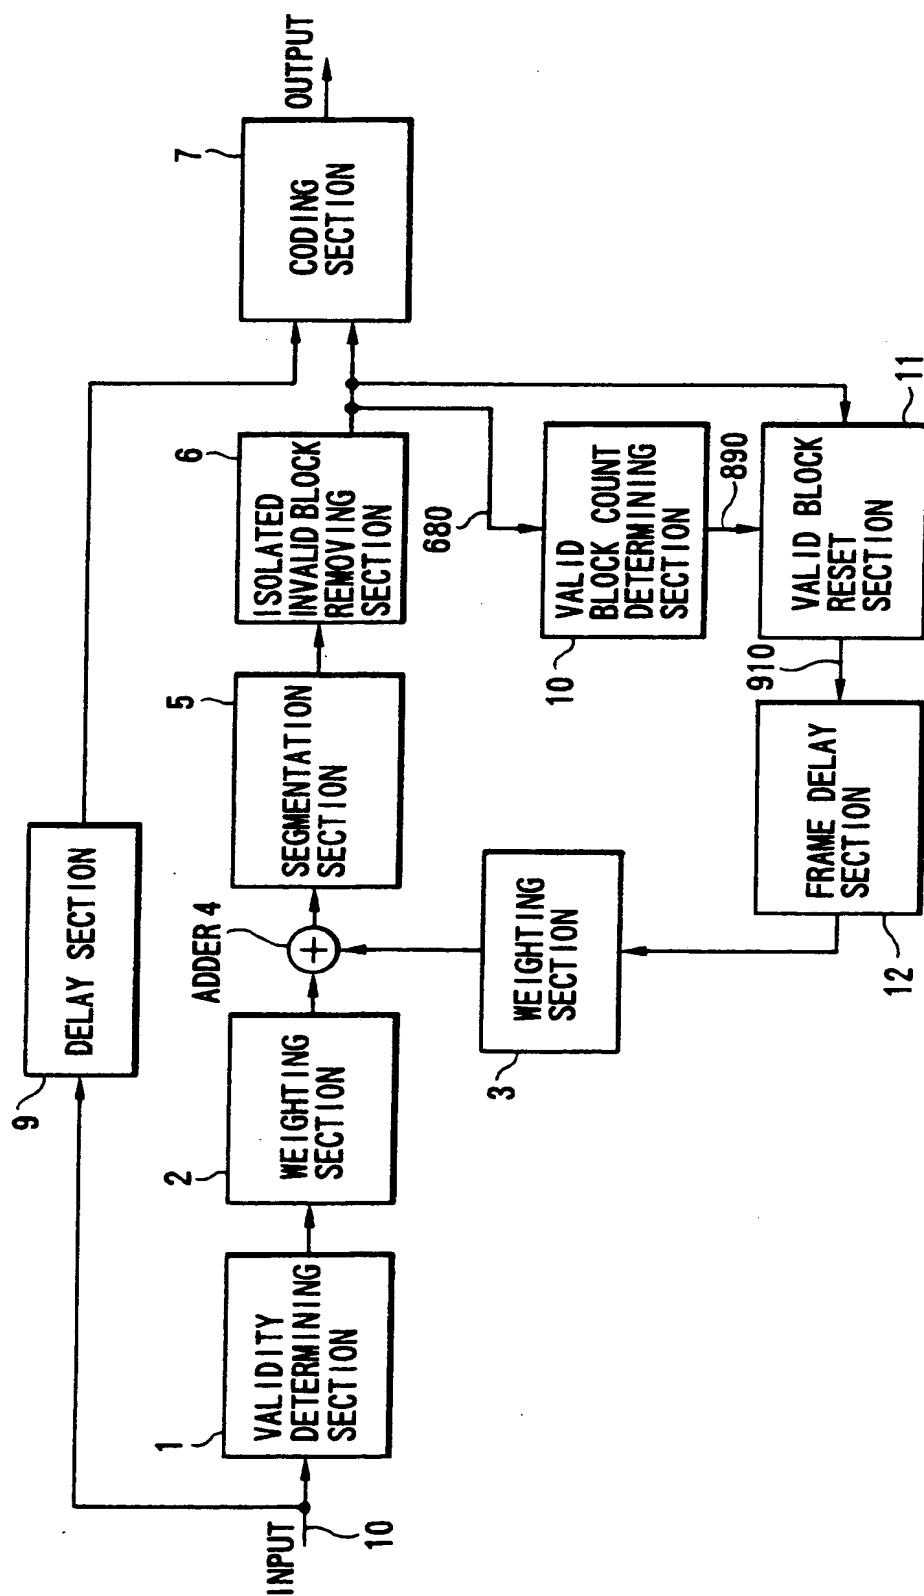 INPUT
10
1
VALIDITY
DETERMINING
SECTION
2
WEIGHTING
SECTION
ADDER 4
+
5
SEGMENTATION
SECTION
6
ISOLATED
INVALID BLOCK
REMOVING
SECTION
7
CODING
SECTION
OUTPUT
9
DELAY SECTION
3
WEIGHTING
SECTION
680
10
VALID
BLOCK COUNT
DETERMINING
SECTION
890
11
VALID BLOCK
RESET
SECTION
910
12
FRAME DELAY
SECTION